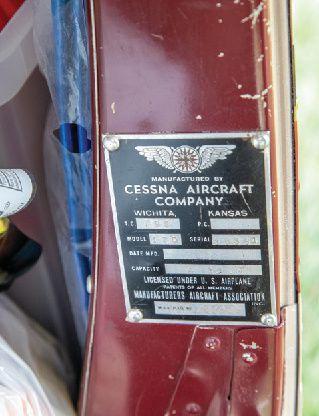 MANUFACTURED BY
CESSNA AIRCRAFT
COMPANY
WICHITA, KANSAS
T.C. P.C.
MODEL SERIAL
DATE MFD.
CAPACITY
LICENSED UNDER U. S. AIRPLANE
PATENTS OF ALL MEMBERS
MANUFACTURERS AIRCRAFT ASSOCIATION
INC.